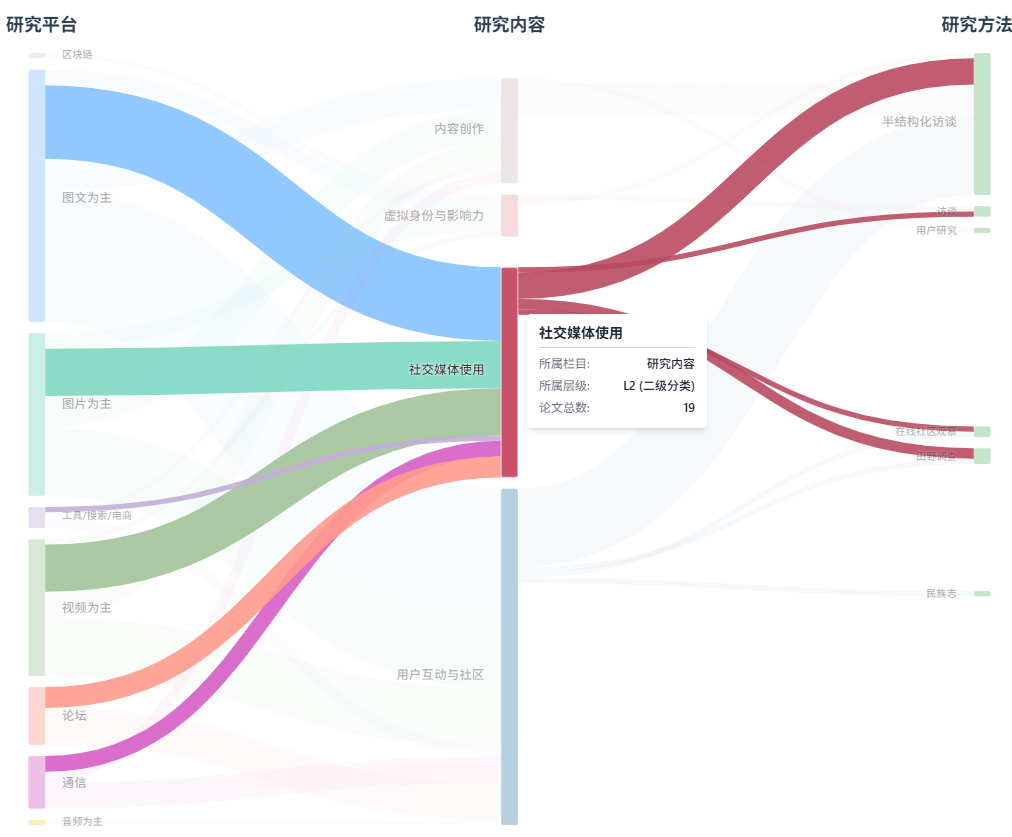 研究平台
研究内容
研究方法
区块链
图文为主
图片为主
工具/搜索/电商
视频为主
论坛
通信
音频为主
内容创作
虚拟身份与影响力
社交媒体使用
用户互动与社区
社交媒体使用
所属栏目: 研究内容
所属层级: L2 (二级分类)
论文总数: 19
半结构化访谈
访谈
用户研究
在线社区观察
田野调查
民族志